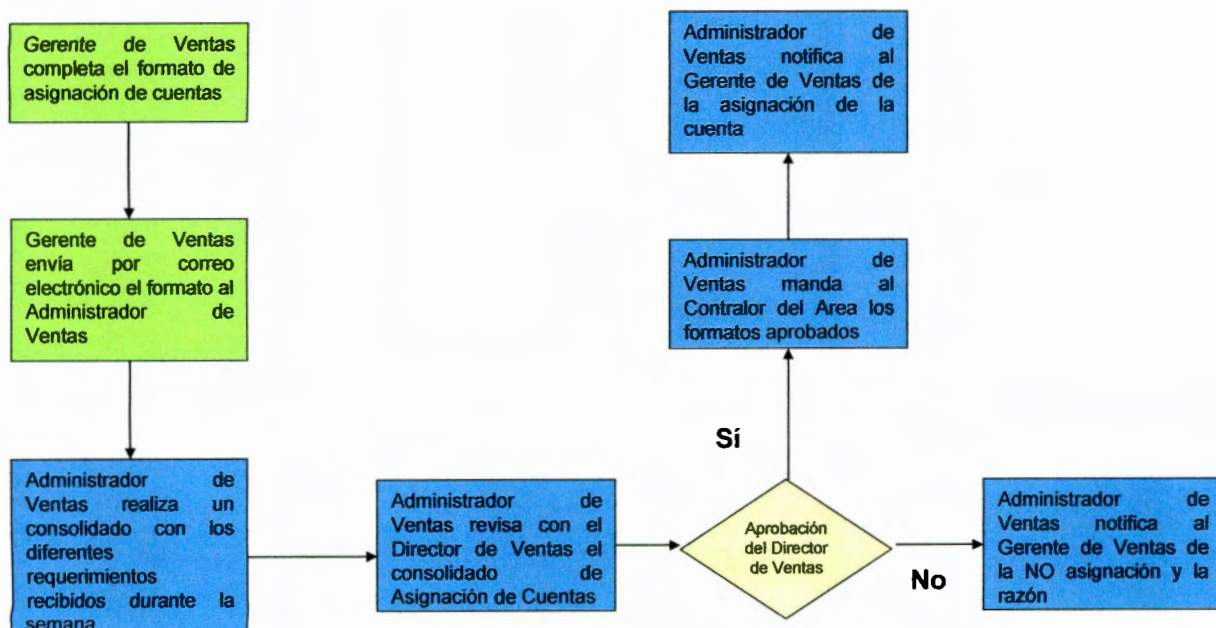 Gerente de Ventas
completa el formato de
asignación de cuentas
Gerente de Ventas
envía por correo
electrónico el formato al
Administrador de
Ventas
Administrador de
Ventas realiza un
consolidado con los
diferentes
requerimientos
recibidos durante la
semana
Administrador de
Ventas revisa con el
Director de Ventas el
consolidado de
Asignación de Cuentas
Aprobación
del Director
de Ventas
Sí
Administrador de
Ventas manda al
Contralor del Area los
formatos aprobados
Administrador de
Ventas notifica al
Gerente de Ventas de
la asignación de la
cuenta
No
Administrador de
Ventas notifica al
Gerente de Ventas de
la NO asignación y la
razón